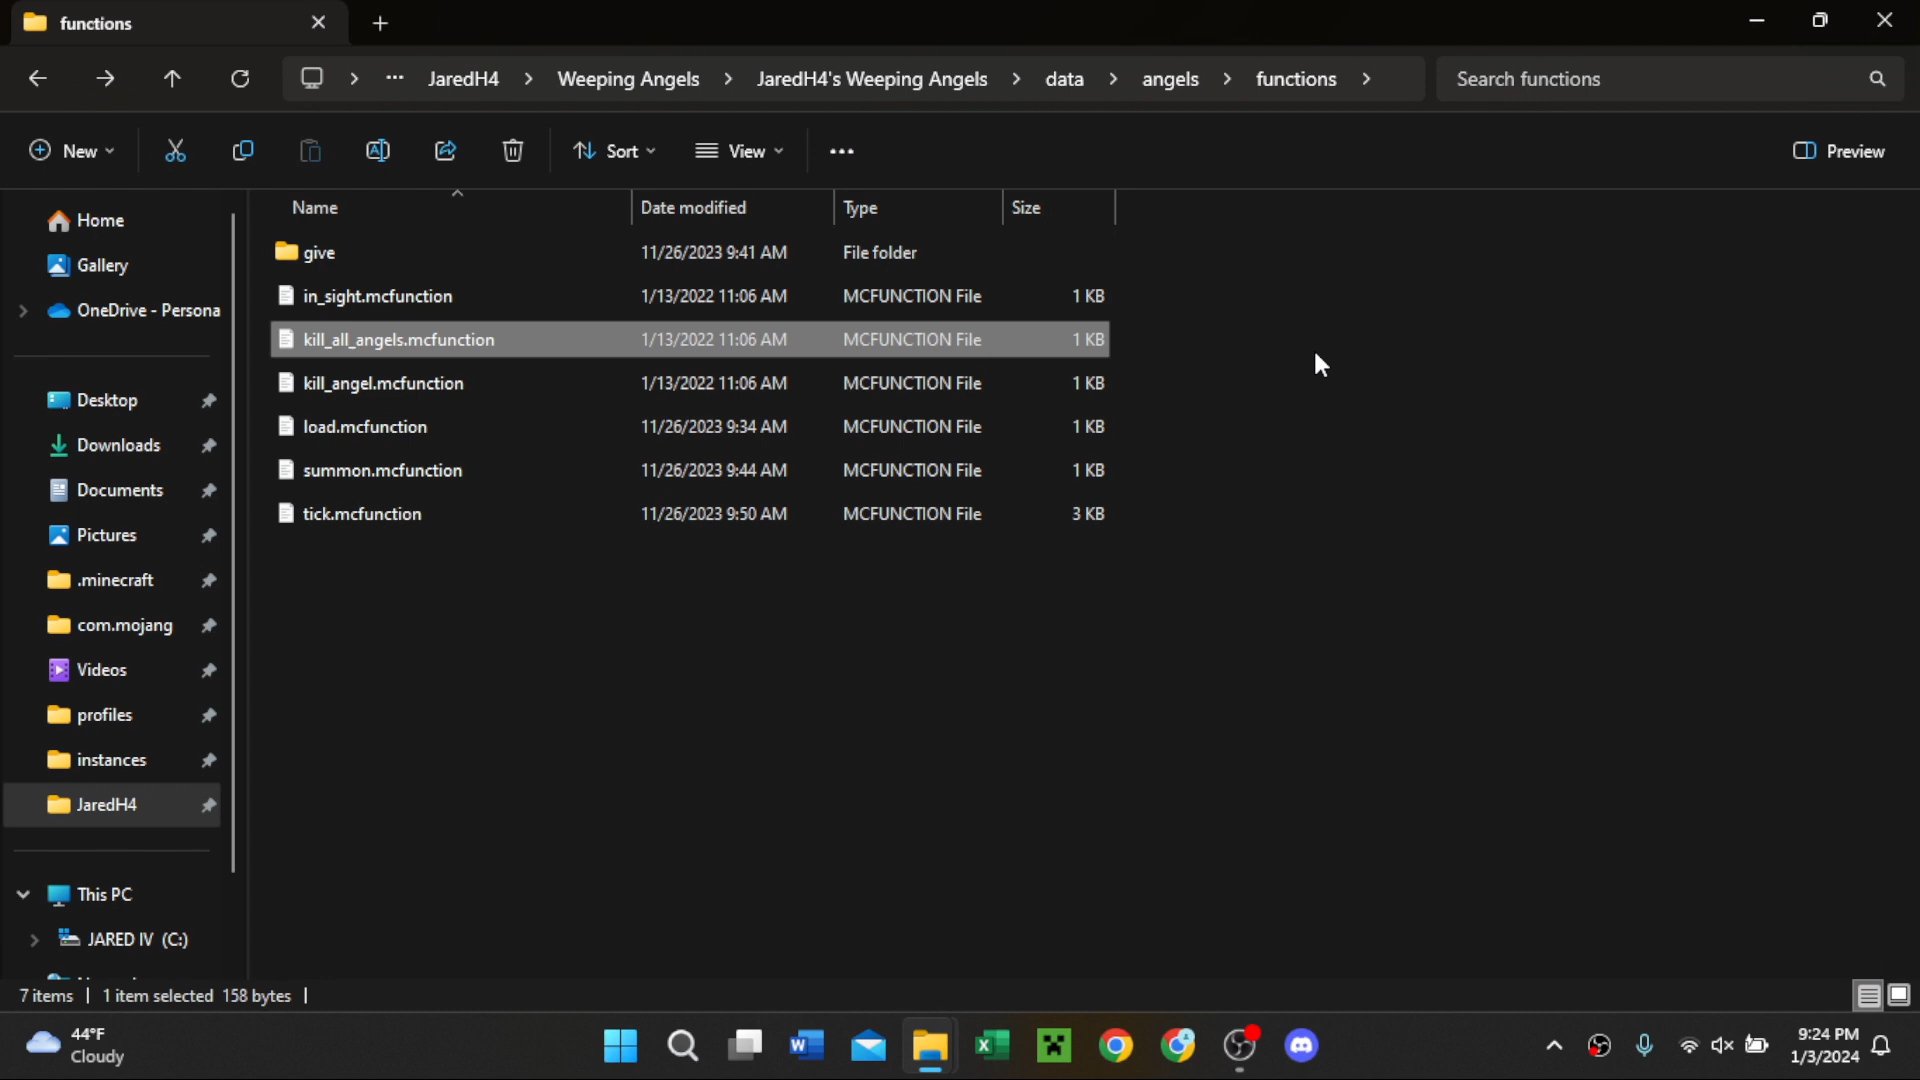 functions
JaredH4 > Weeping Angels > JaredH4's Weeping Angels > data > angels > functions >
Search functions
New
Sort
View
Preview
Name Date modified Type Size
give 11/26/2023 9:41 AM File folder
in_sight.mcfunction 1/13/2022 11:06 AM MCFUNCTION File 1 KB
kill_all_angels.mcfunction 1/13/2022 11:06 AM MCFUNCTION File 1 KB
kill_angel.mcfunction 1/13/2022 11:06 AM MCFUNCTION File 1 KB
load.mcfunction 11/26/2023 9:34 AM MCFUNCTION File 1 KB
summon.mcfunction 11/26/2023 9:44 AM MCFUNCTION File 1 KB
tick.mcfunction 11/26/2023 9:50 AM MCFUNCTION File 3 KB
Home
Gallery
OneDrive - Persona
Desktop
Downloads
Documents
Pictures
.minecraft
com.mojang
Videos
profiles
instances
JaredH4
This PC
JARED IV (C:)
7 items | 1 item selected 158 bytes |
44°F
Cloudy
9:24 PM
1/3/2024